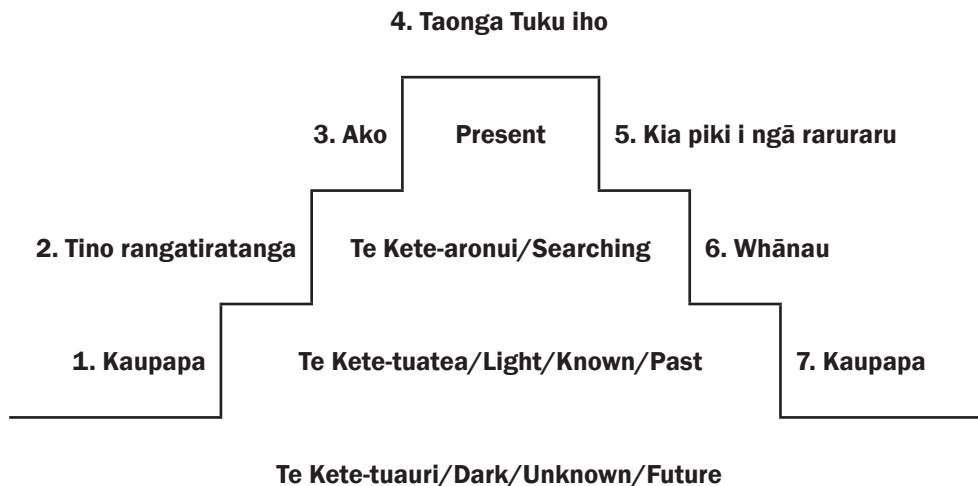 4. Taonga Tuku iho
3. Ako
Present
5. Kia piki i ngā raruraru
2. Tino rangatiratanga
Te Kete-aronui/Searching
6. Whānau
1. Kaupapa
Te Kete-tuatea/Light/Known/Past
7. Kaupapa
Te Kete-tuauri/Dark/Unknown/Future